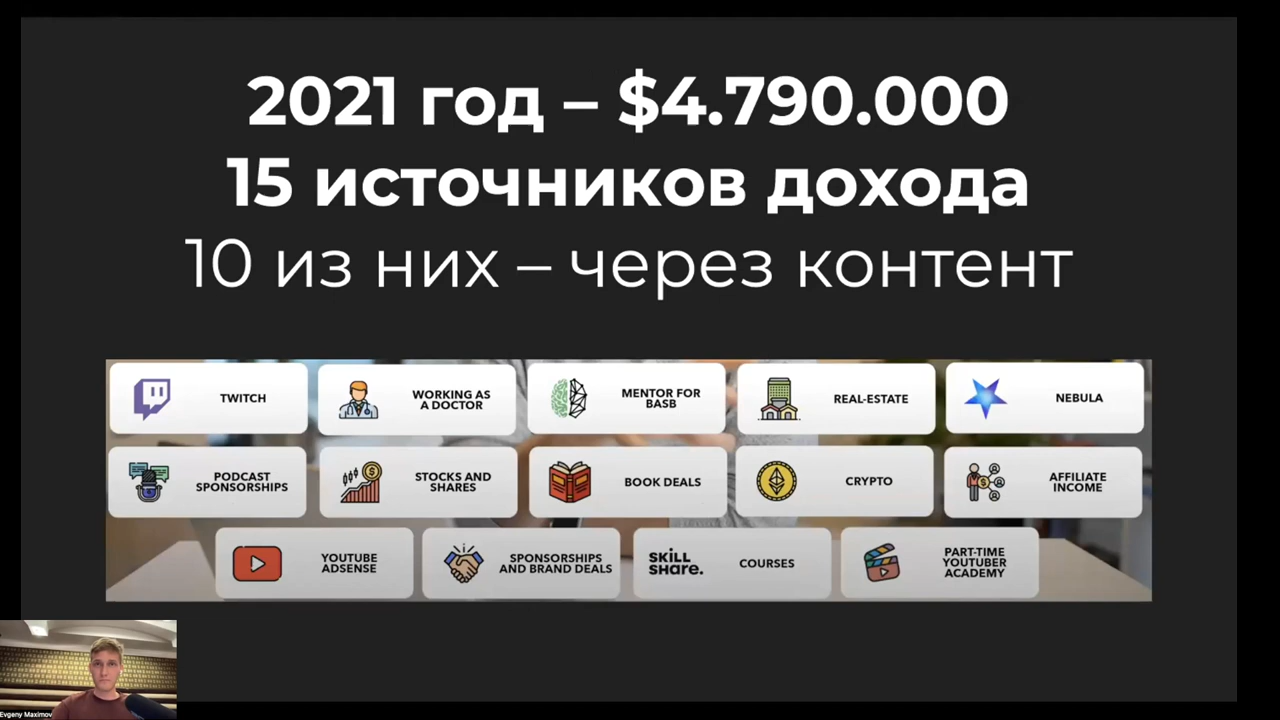 2021 год – $4.790.000
15 источников дохода
10 из них – через контент
TWITCH
WORKING AS
A DOCTOR
MENTOR FOR
BASB
REAL-ESTATE
NEBULA
PODCAST
SPONSORSHIPS
STOCKS AND
SHARES
BOOK DEALS
CRYPTO
AFFILIATE
INCOME
YOUTUBE
ADSENSE
SPONSORSHIPS
AND BRAND DEALS
SKILL
SHARE.
COURSES
PART-TIME
YOUTUBER
ACADEMY
Evgeny Maximov